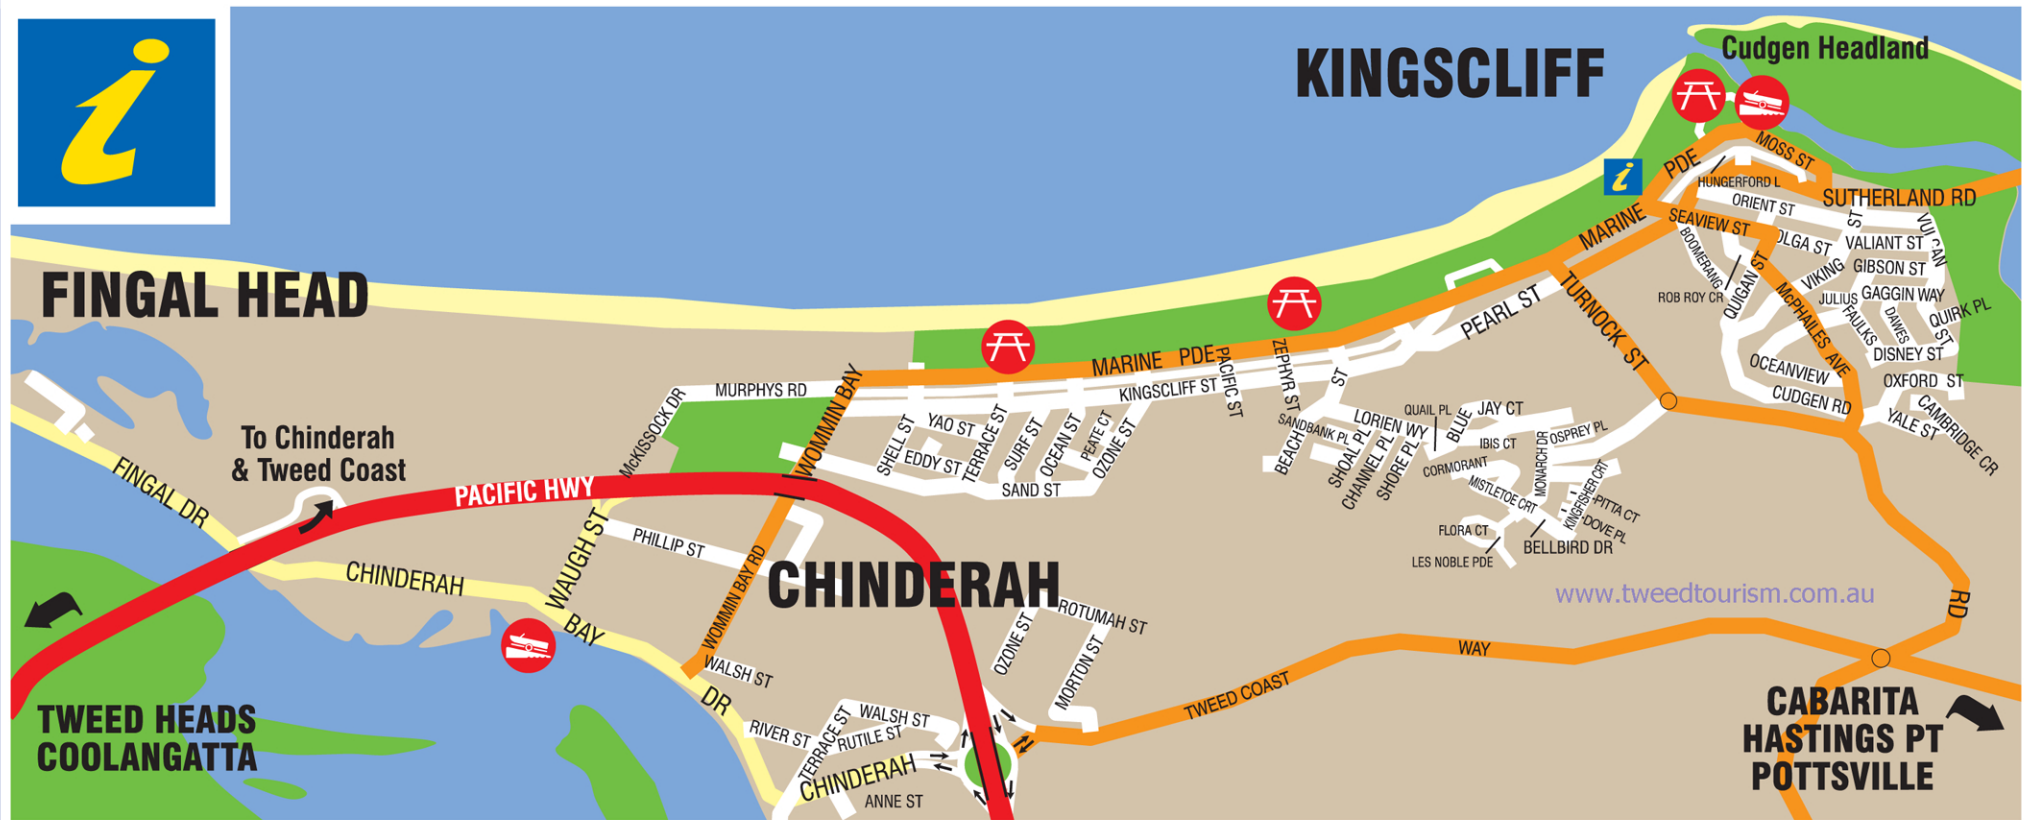 i
KINGSCLIFF
Cudgen Headland
MOSS ST
MARINE PDE
HUNGERFORD L
i
ORIENT ST
SUTHERLAND RD
SEAVIEW ST
OLGA ST
VALIANT ST
VULCAN ST
VIKING ST
GIBSON ST
BOOMERANG
ROB ROY CR
QUIGAN ST
JULIUS
GAGGIN WAY
QUIRK PL
FAULKS
DAWES
DISNEY ST
McPHAILES AVE
OCEANVIEW
CUDGEN RD
OXFORD ST
YALE ST
CAMBRIDGE CR
TURNOCK ST
PEARL ST
FINGAL HEAD
MARINE PDE
MURPHYS RD
McKISSOCK DR
WOMMIN BAY
KINGSCLIFF ST
PACIFIC ST
ZEPHYR ST
SHELL ST
YAO ST
EDDY ST
TERRACE ST
SURF ST
OCEAN ST
PEATE CT
OZONE ST
SAND ST
BEACH ST
SANDBANK PL
SHOAL PL
CHANNEL PL
SHORE PL
LORIEN WY
QUAIL PL
BLUE
JAY CT
IBIS CT
OSPREY PL
CORMORANT
MONARCH DR
MISTLETOE CRT
KINGFISHER CRT
PITTA CT
DOVE PL
FLORA CT
BELLBIRD DR
LES NOBLE PDE
To Chinderah
& Tweed Coast
FINGAL DR
PACIFIC HWY
WAUGH ST
PHILLIP ST
WOMMIN BAY RD
CHINDERAH
CHINDERAH BAY DR
www.tweedtourism.com.au
OZONE ST
ROTUMAH ST
MORTON ST
WALSH ST
RIVER ST
TERRACE ST
WALSH ST
RUTILE ST
CHINDERAH
ANNE ST
TWEED COAST WAY
RD
TWEED HEADS
COOLANGATTA
CABARITA
HASTINGS PT
POTTSVILLE